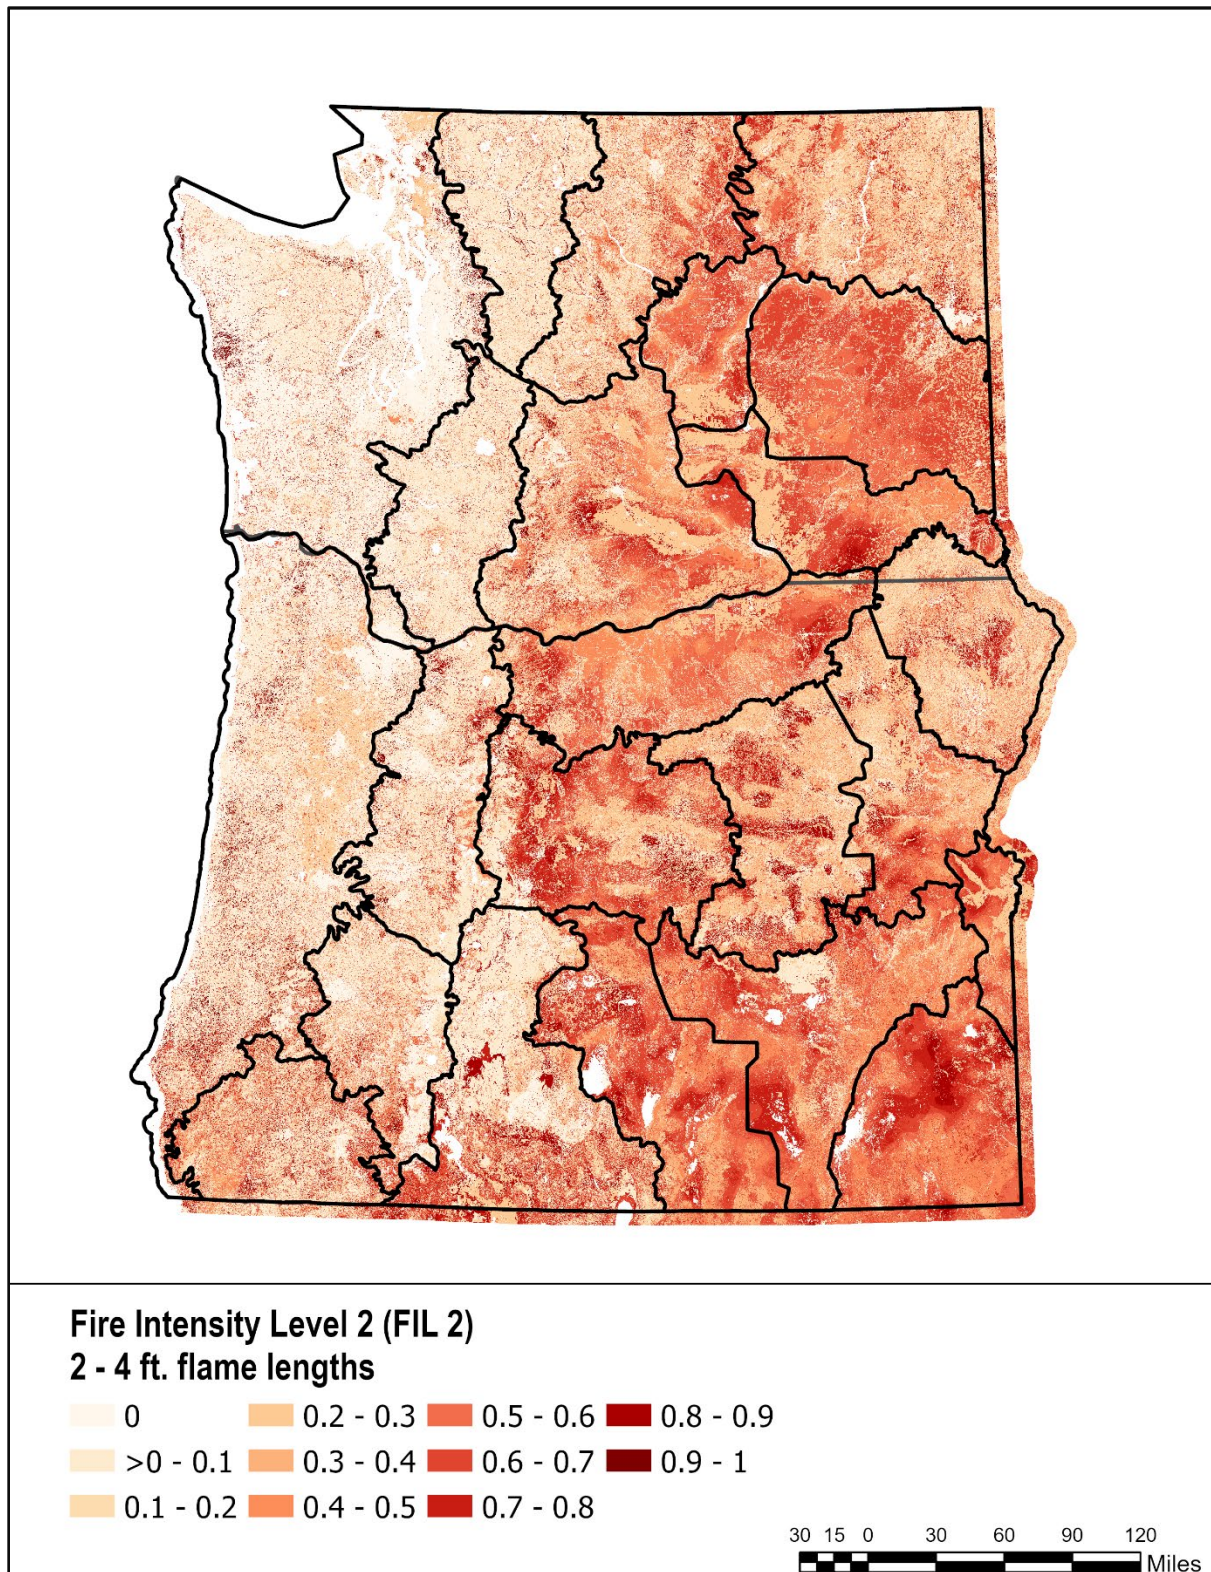 Fire Intensity Level 2 (FIL 2)
2 - 4 ft. flame lengths
0 0.2 - 0.3 0.5 - 0.6 0.8 - 0.9
>0 - 0.1 0.3 - 0.4 0.6 - 0.7 0.9 - 1
0.1 - 0.2 0.4 - 0.5 0.7 - 0.8
30 15 0 30 60 90 120
Miles